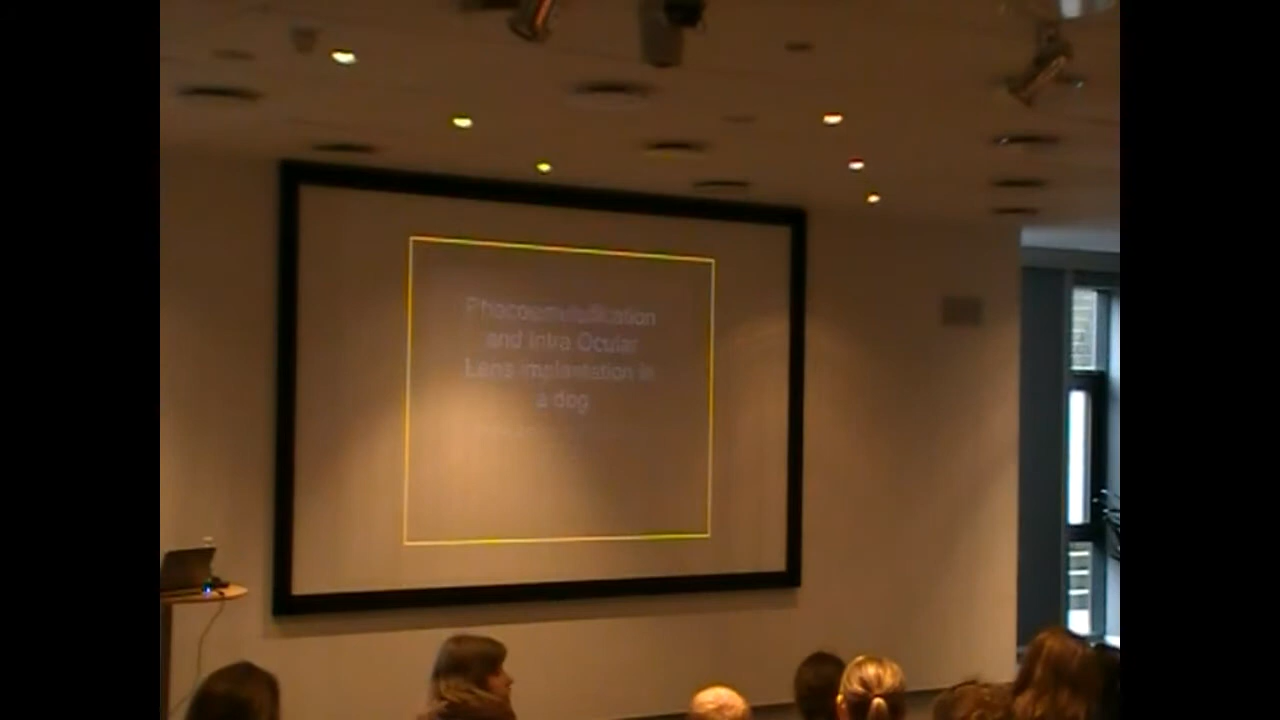 Phacoemulsification
and Intra Ocular
Lens Implantation in
a dog